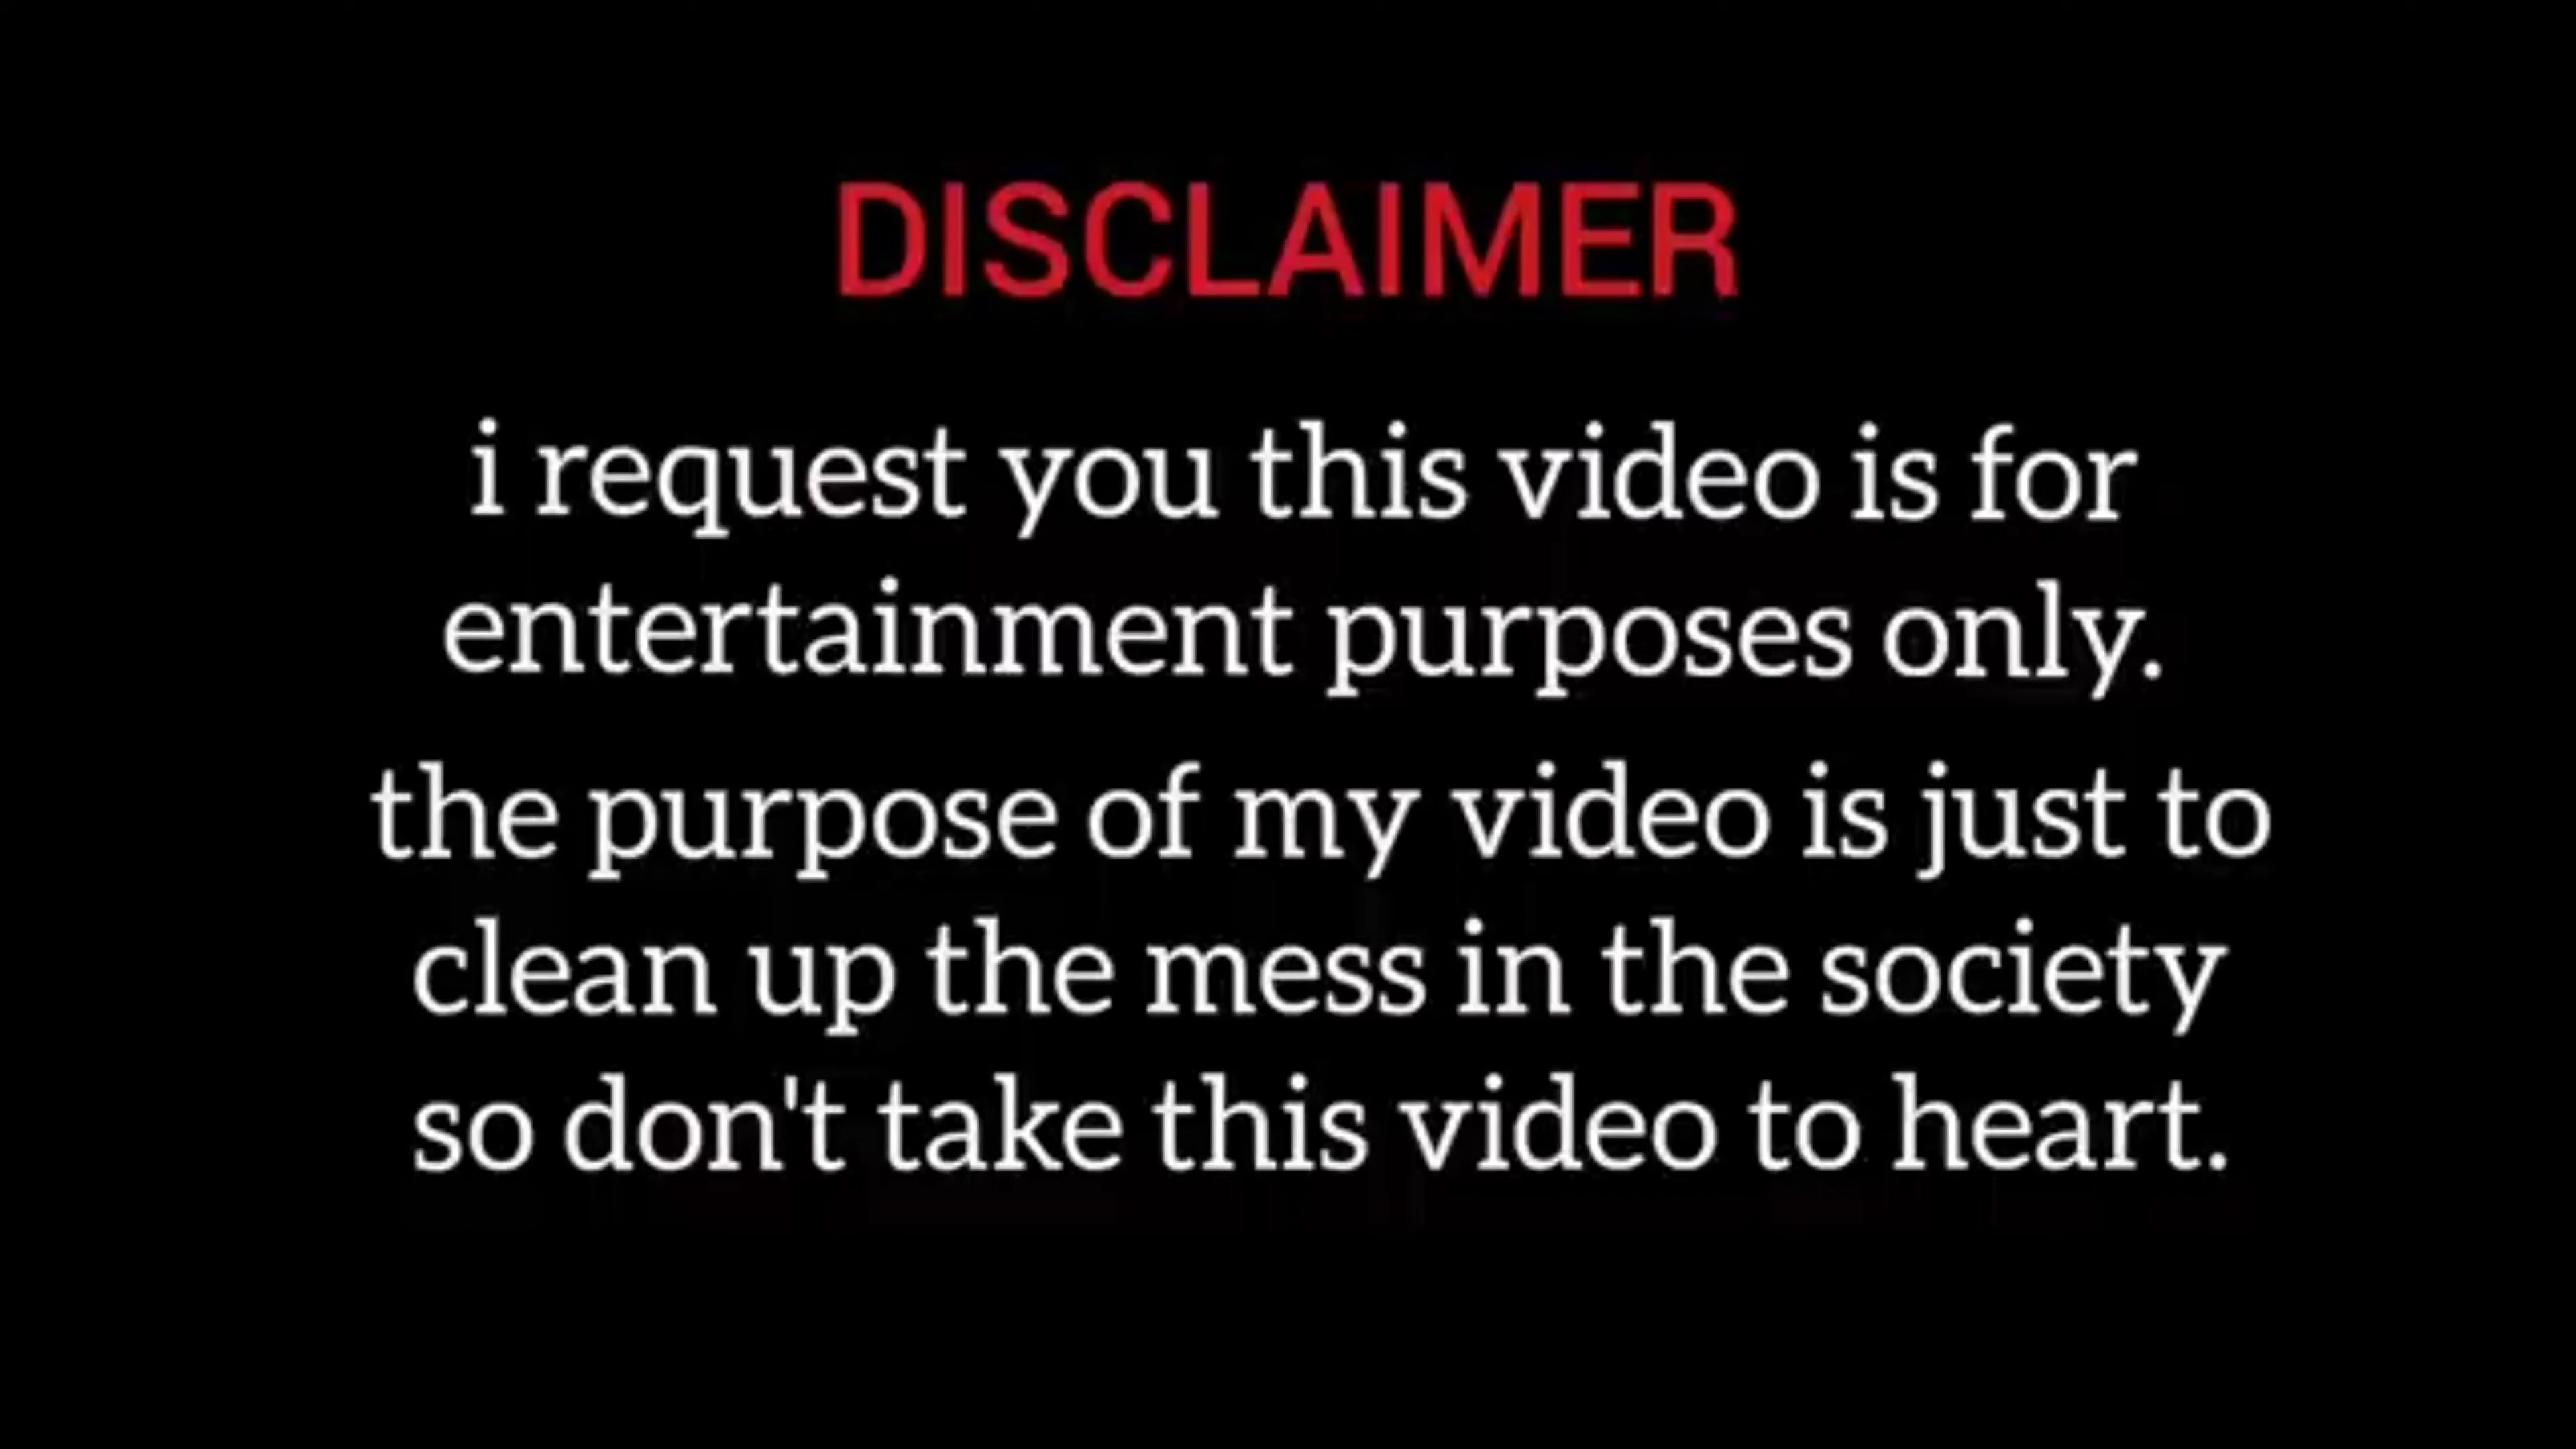 DISCLAIMER
i request you this video is for
entertainment purposes only.
the purpose of my video is just to
clean up the mess in the society
so don't take this video to heart.